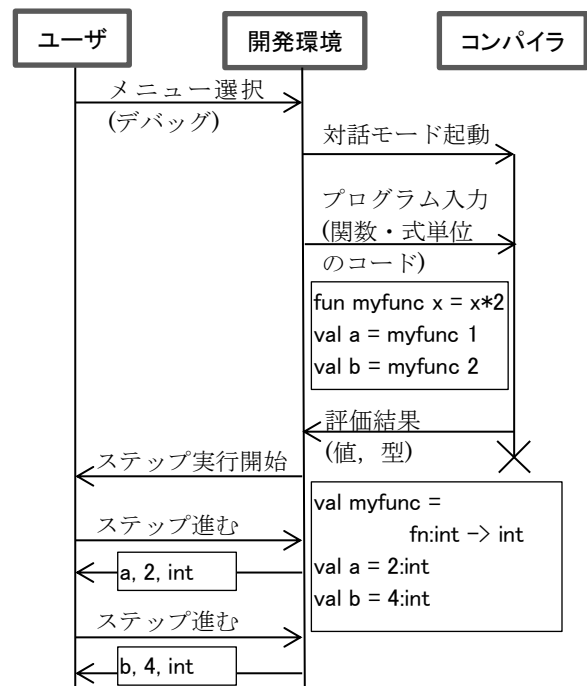 ユーザ
開発環境
コンパイラ
メニュー選択
(デバッグ)
対話モード起動
プログラム入力
(関数・式単位
のコード)
fun myfunc x = x*2
val a = myfunc 1
val b = myfunc 2
評価結果
(値，型)
ステップ実行開始
val myfunc =
fn:int -> int
val a = 2:int
val b = 4:int
ステップ進む
a, 2, int
ステップ進む
b, 4, int